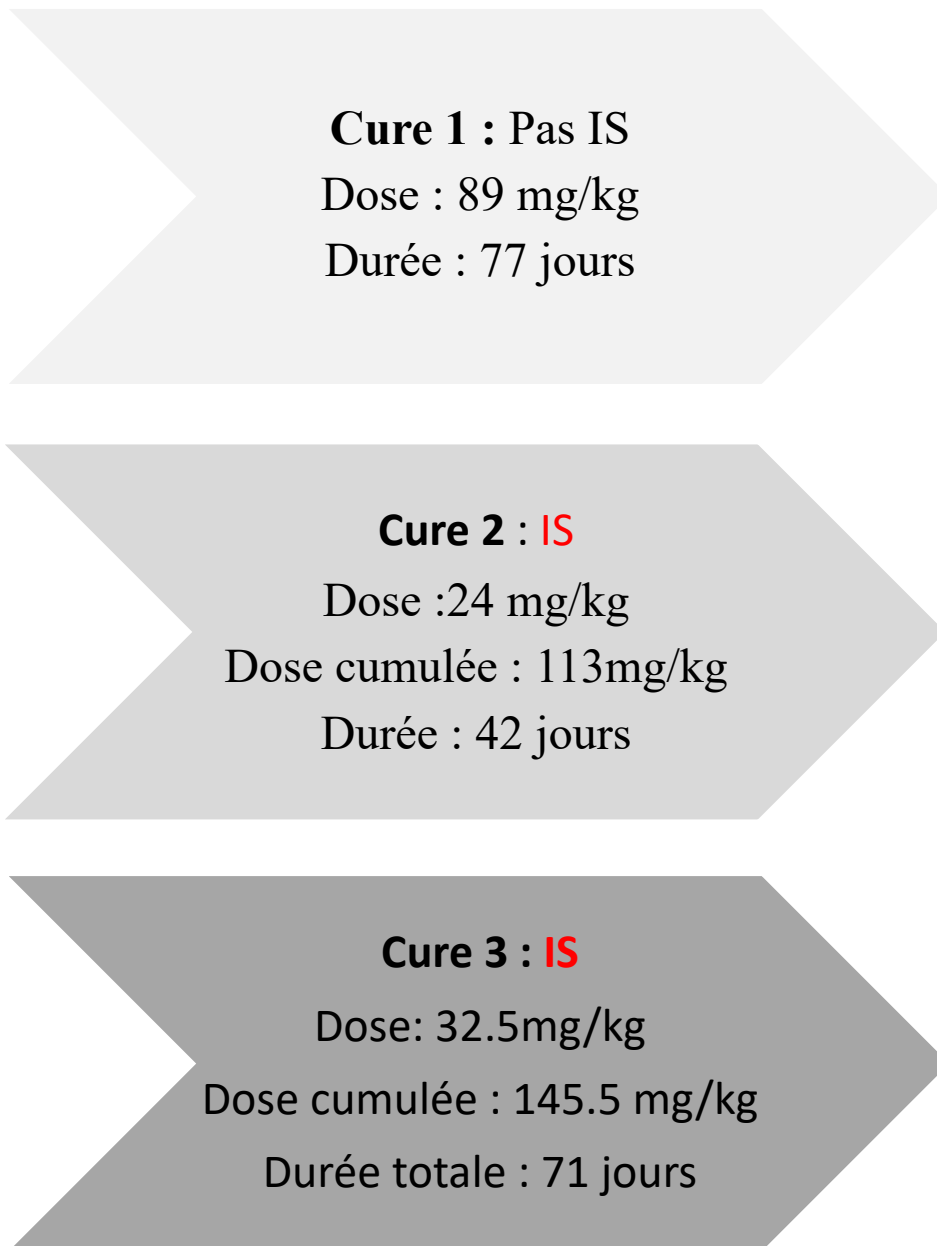 Cure 1 : Pas IS
Dose : 89 mg/kg
Durée : 77 jours
Cure 2 : IS
Dose :24 mg/kg
Dose cumulée : 113mg/kg
Durée : 42 jours
Cure 3 : IS
Dose: 32.5mg/kg
Dose cumulée : 145.5 mg/kg
Durée totale : 71 jours